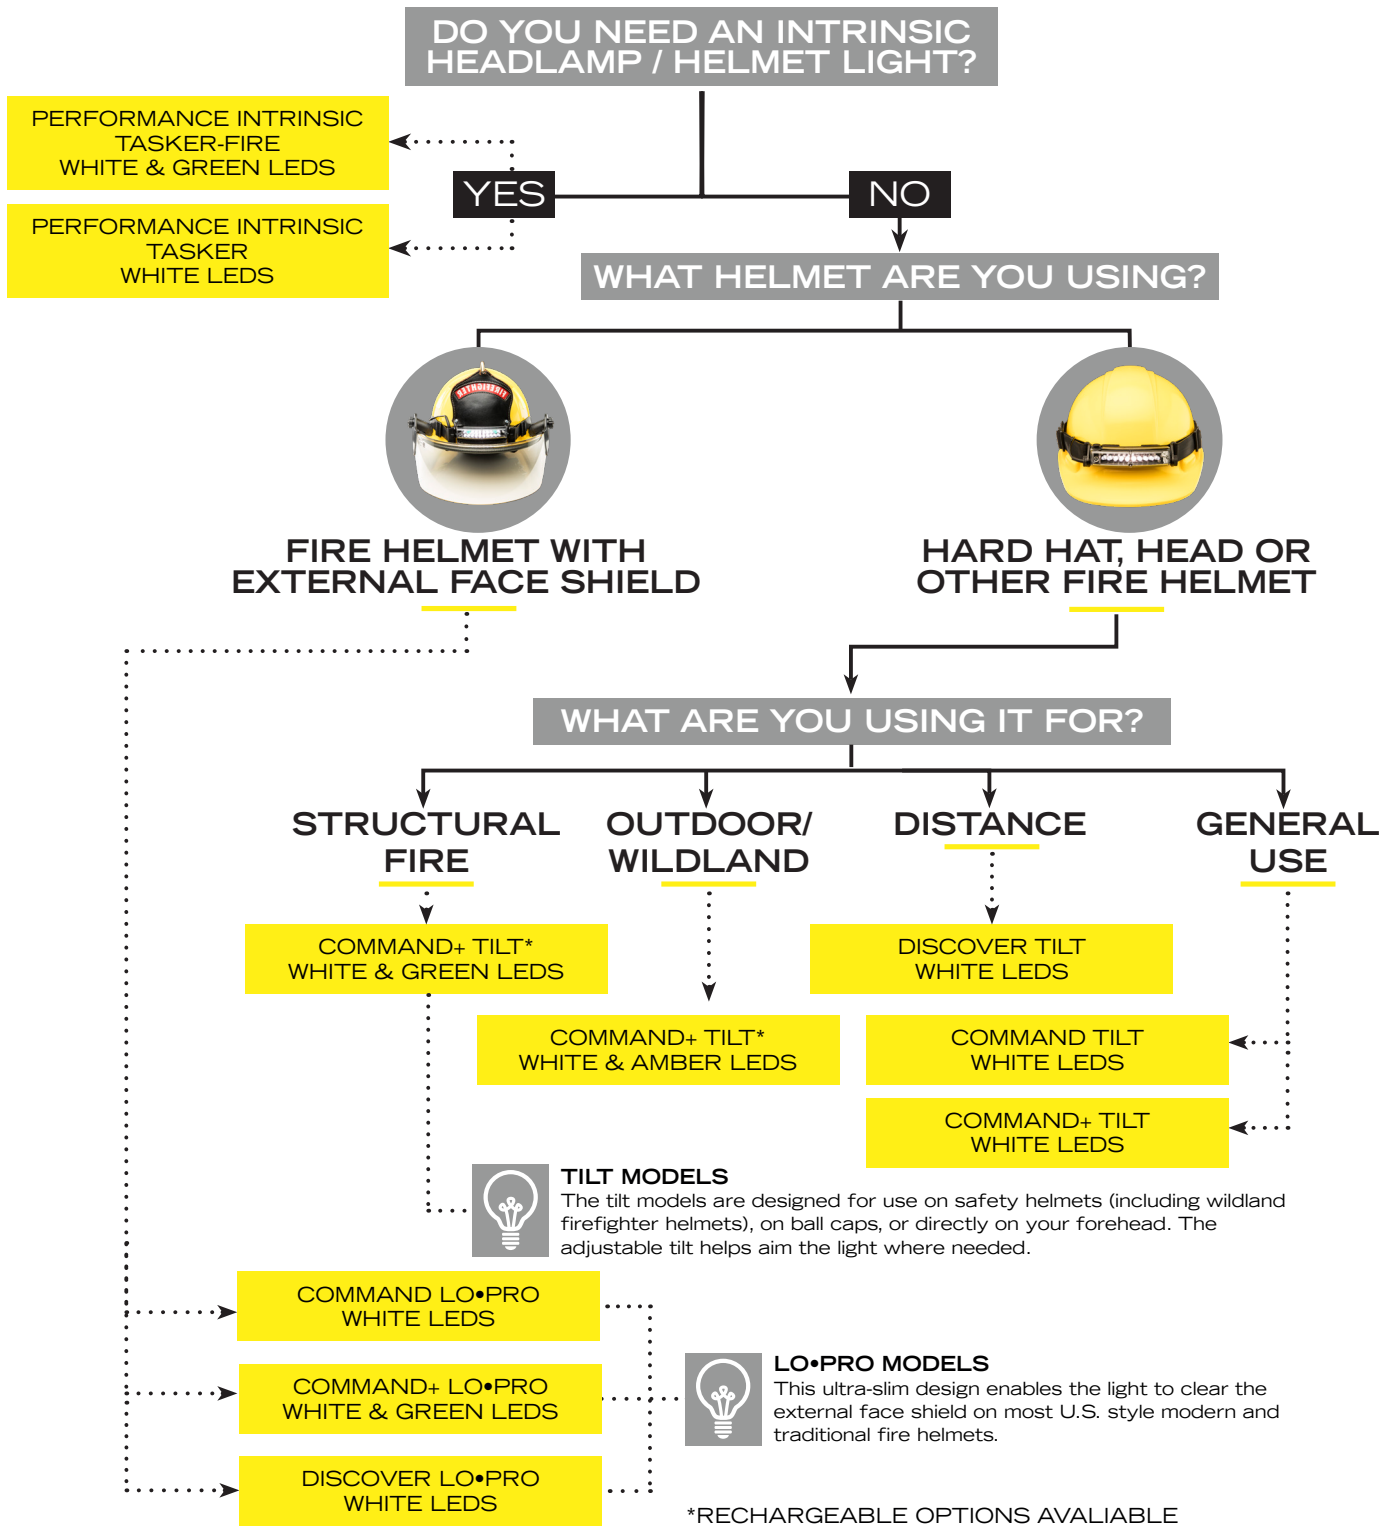 DO YOU NEED AN INTRINSIC
HEADLAMP / HELMET LIGHT?
PERFORMANCE INTRINSIC
TASKER-FIRE
WHITE & GREEN LEDS
YES
NO
PERFORMANCE INTRINSIC
TASKER
WHITE LEDS
WHAT HELMET ARE YOU USING?
FIREFIGHTER
FIRE HELMET WITH
EXTERNAL FACE SHIELD
HARD HAT, HEAD OR
OTHER FIRE HELMET
WHAT ARE YOU USING IT FOR?
STRUCTURAL
FIRE
OUTDOOR/
WILDLAND
DISTANCE
GENERAL
USE
COMMAND+ TILT*
WHITE & GREEN LEDS
DISCOVER TILT
WHITE LEDS
COMMAND+ TILT*
WHITE & AMBER LEDS
COMMAND TILT
WHITE LEDS
COMMAND+ TILT
WHITE LEDS
TILT MODELS
The tilt models are designed for use on safety helmets (including wildland
firefighter helmets), on ball caps, or directly on your forehead. The
adjustable tilt helps aim the light where needed.
COMMAND LO•PRO
WHITE LEDS
COMMAND+ LO•PRO
WHITE & GREEN LEDS
DISCOVER LO•PRO
WHITE LEDS
LO•PRO MODELS
This ultra-slim design enables the light to clear the
external face shield on most U.S. style modern and
traditional fire helmets.
*RECHARGEABLE OPTIONS AVALIABLE